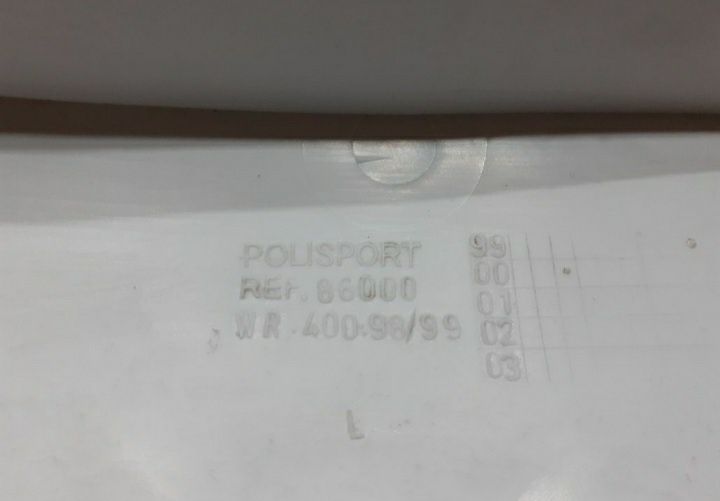 POLISPORT
REF. 86000
WR.400.98/99
99
00
01
02
03
L